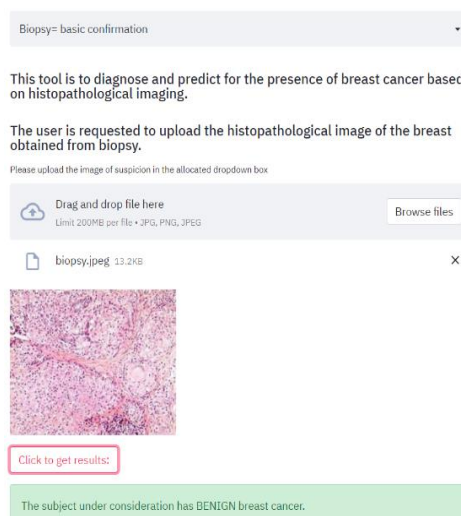 Biopsy= basic confirmation
This tool is to diagnose and predict for the presence of breast cancer based
on histopathological imaging.
The user is requested to upload the histopathological image of the breast
obtained from biopsy.
Please upload the image of suspicion in the allocated dropdown box
Drag and drop file here
Limit 200MB per file • JPG, PNG, JPEG
Browse files
biopsy.jpeg 13.2KB
Click to get results:
The subject under consideration has BENIGN breast cancer.